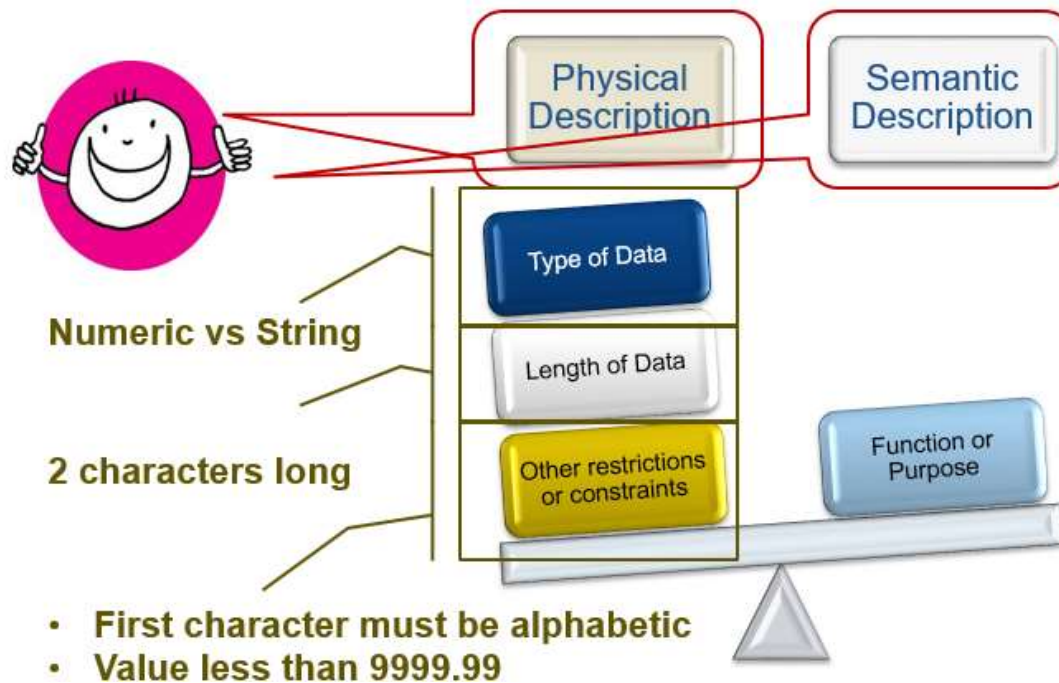 Physical
Description
Semantic
Description
Type of Data
Numeric vs String
Length of Data
2 characters long
Other restrictions
or constraints
Function or
Purpose
• First character must be alphabetic
• Value less than 9999.99